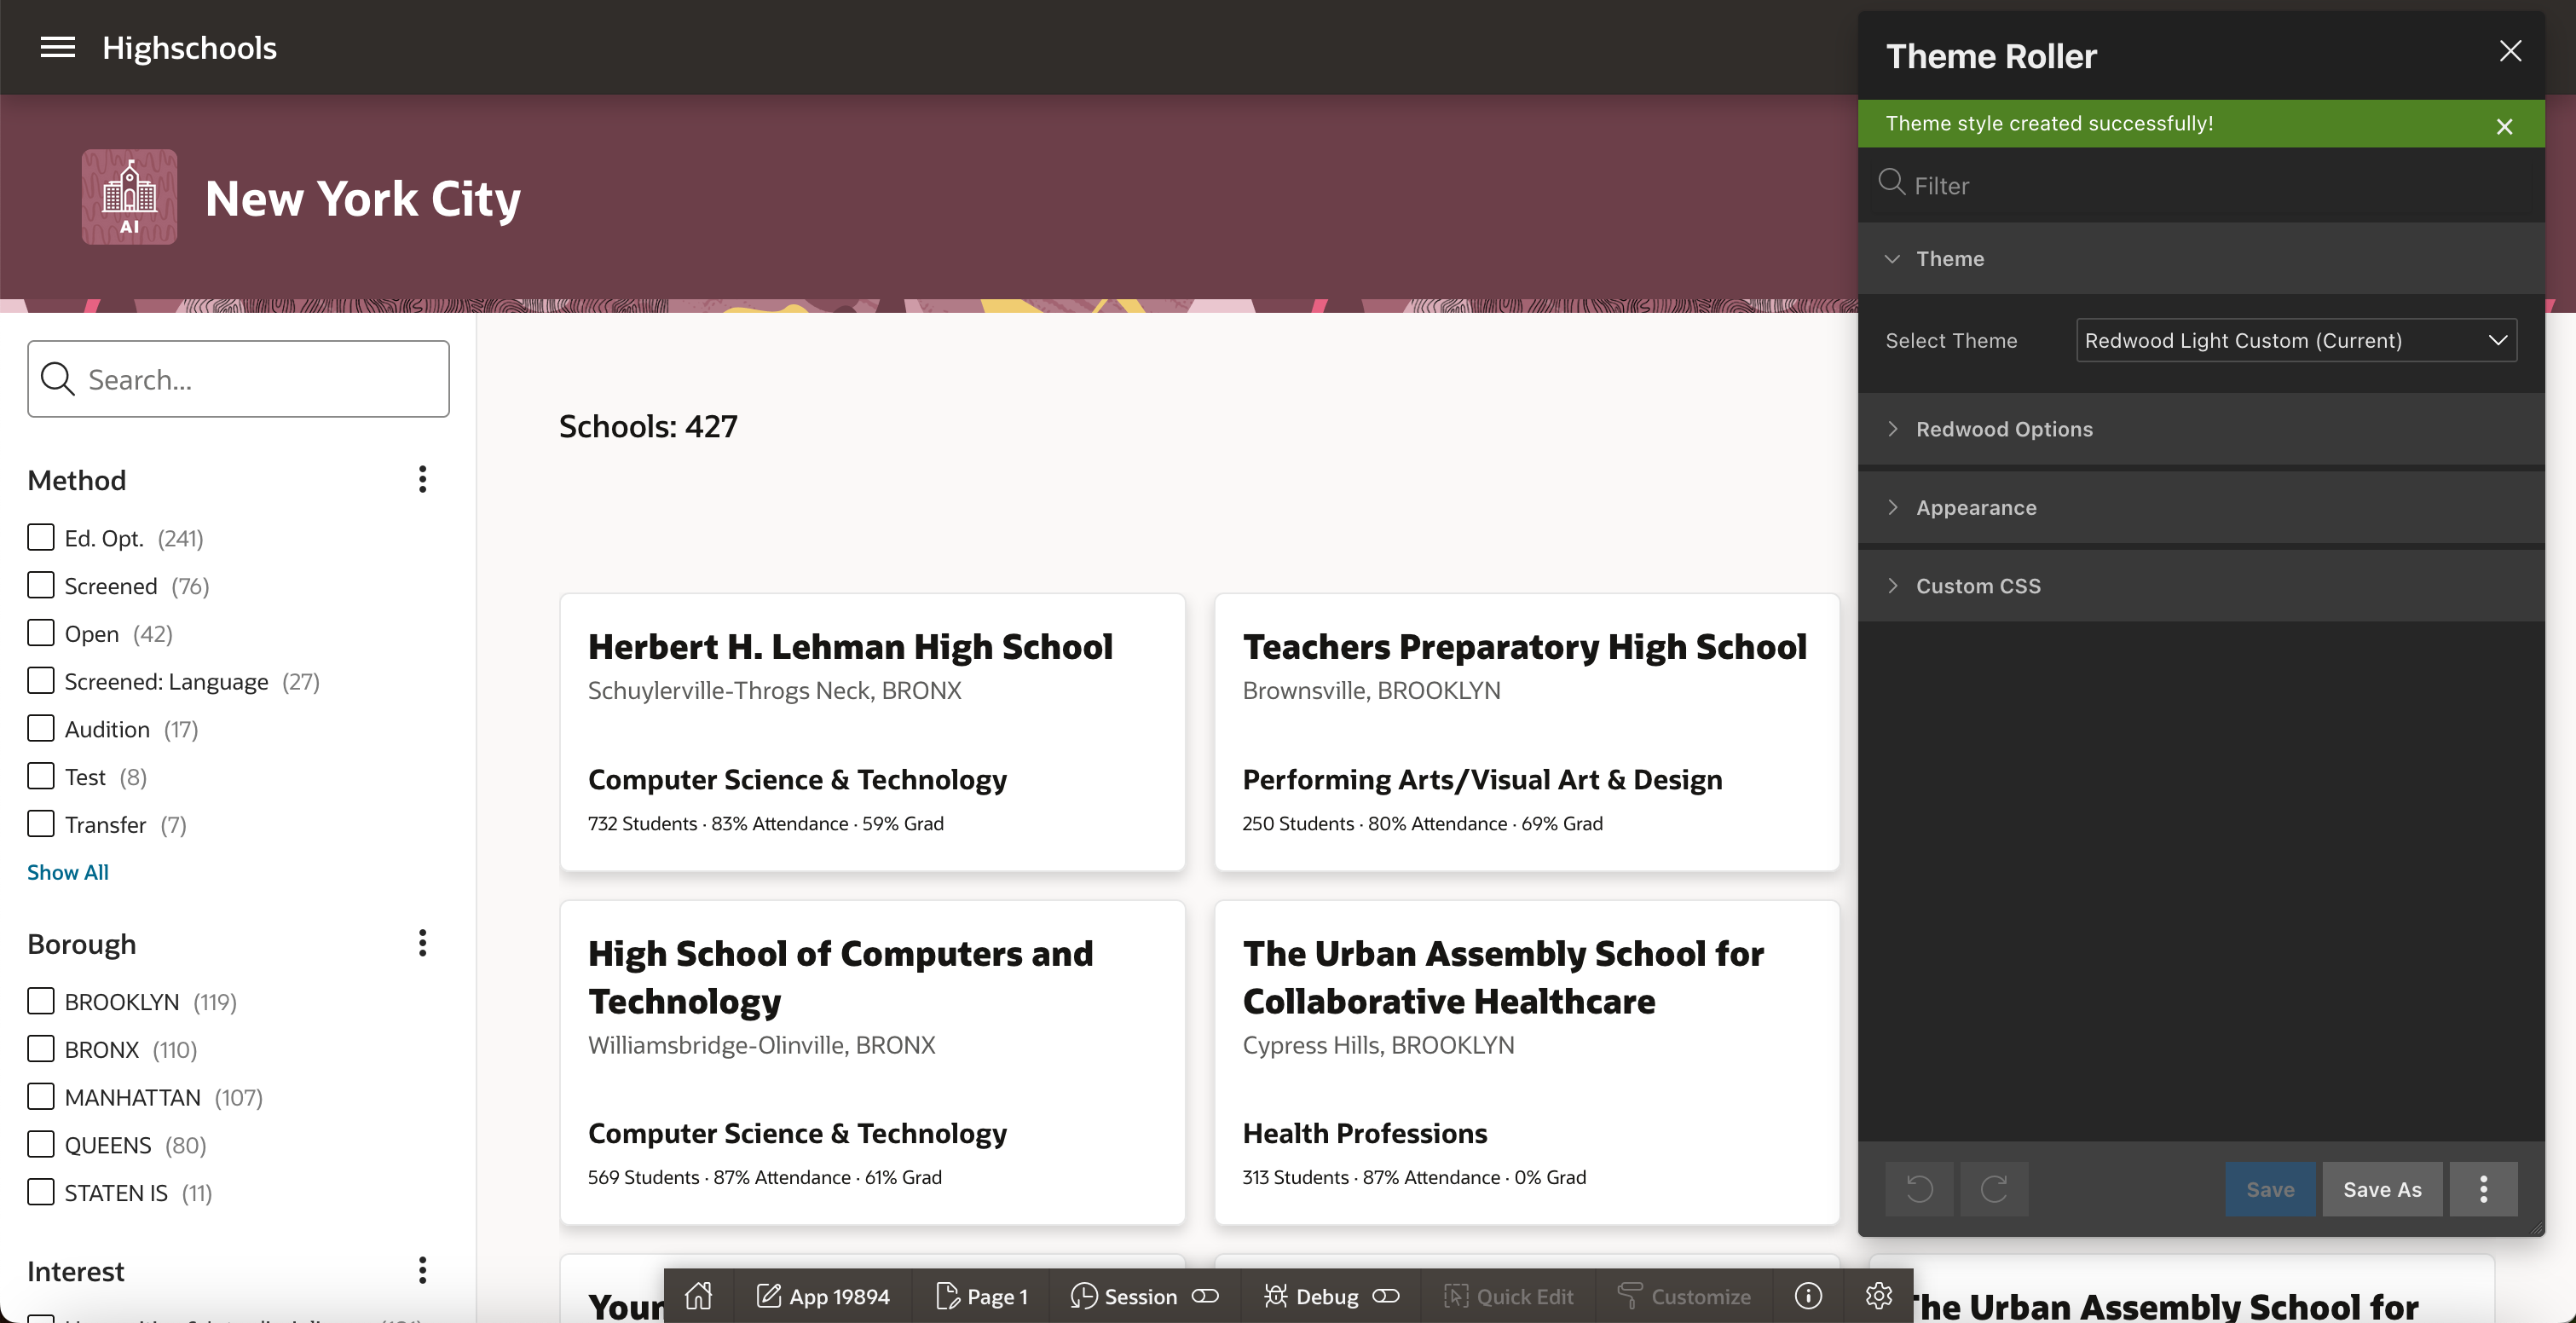 Highschools
AI
New York City
Search...
Method
Ed. Opt. (241)
Screened (76)
Open (42)
Screened: Language (27)
Audition (17)
Test (8)
Transfer (7)
Show All
Borough
BROOKLYN (119)
BRONX (110)
MANHATTAN (107)
QUEENS (80)
STATEN IS (11)
Interest
Schools: 427
Herbert H. Lehman High School
Schuylerville-Throgs Neck, BRONX
Computer Science & Technology
732 Students · 83% Attendance · 59% Grad
Teachers Preparatory High School
Brownsville, BROOKLYN
Performing Arts/Visual Art & Design
250 Students · 80% Attendance · 69% Grad
High School of Computers and
Technology
Williamsbridge-Olinville, BRONX
Computer Science & Technology
569 Students · 87% Attendance · 61% Grad
The Urban Assembly School for
Collaborative Healthcare
Cypress Hills, BROOKLYN
Health Professions
313 Students · 87% Attendance · 0% Grad
The Urban Assembly School for
Theme Roller
Theme style created successfully!
Filter
Theme
Select Theme
Redwood Light Custom (Current)
Redwood Options
Appearance
Custom CSS
Save
Save As
App 19894
Page 1
Session
Debug
Quick Edit
Customize